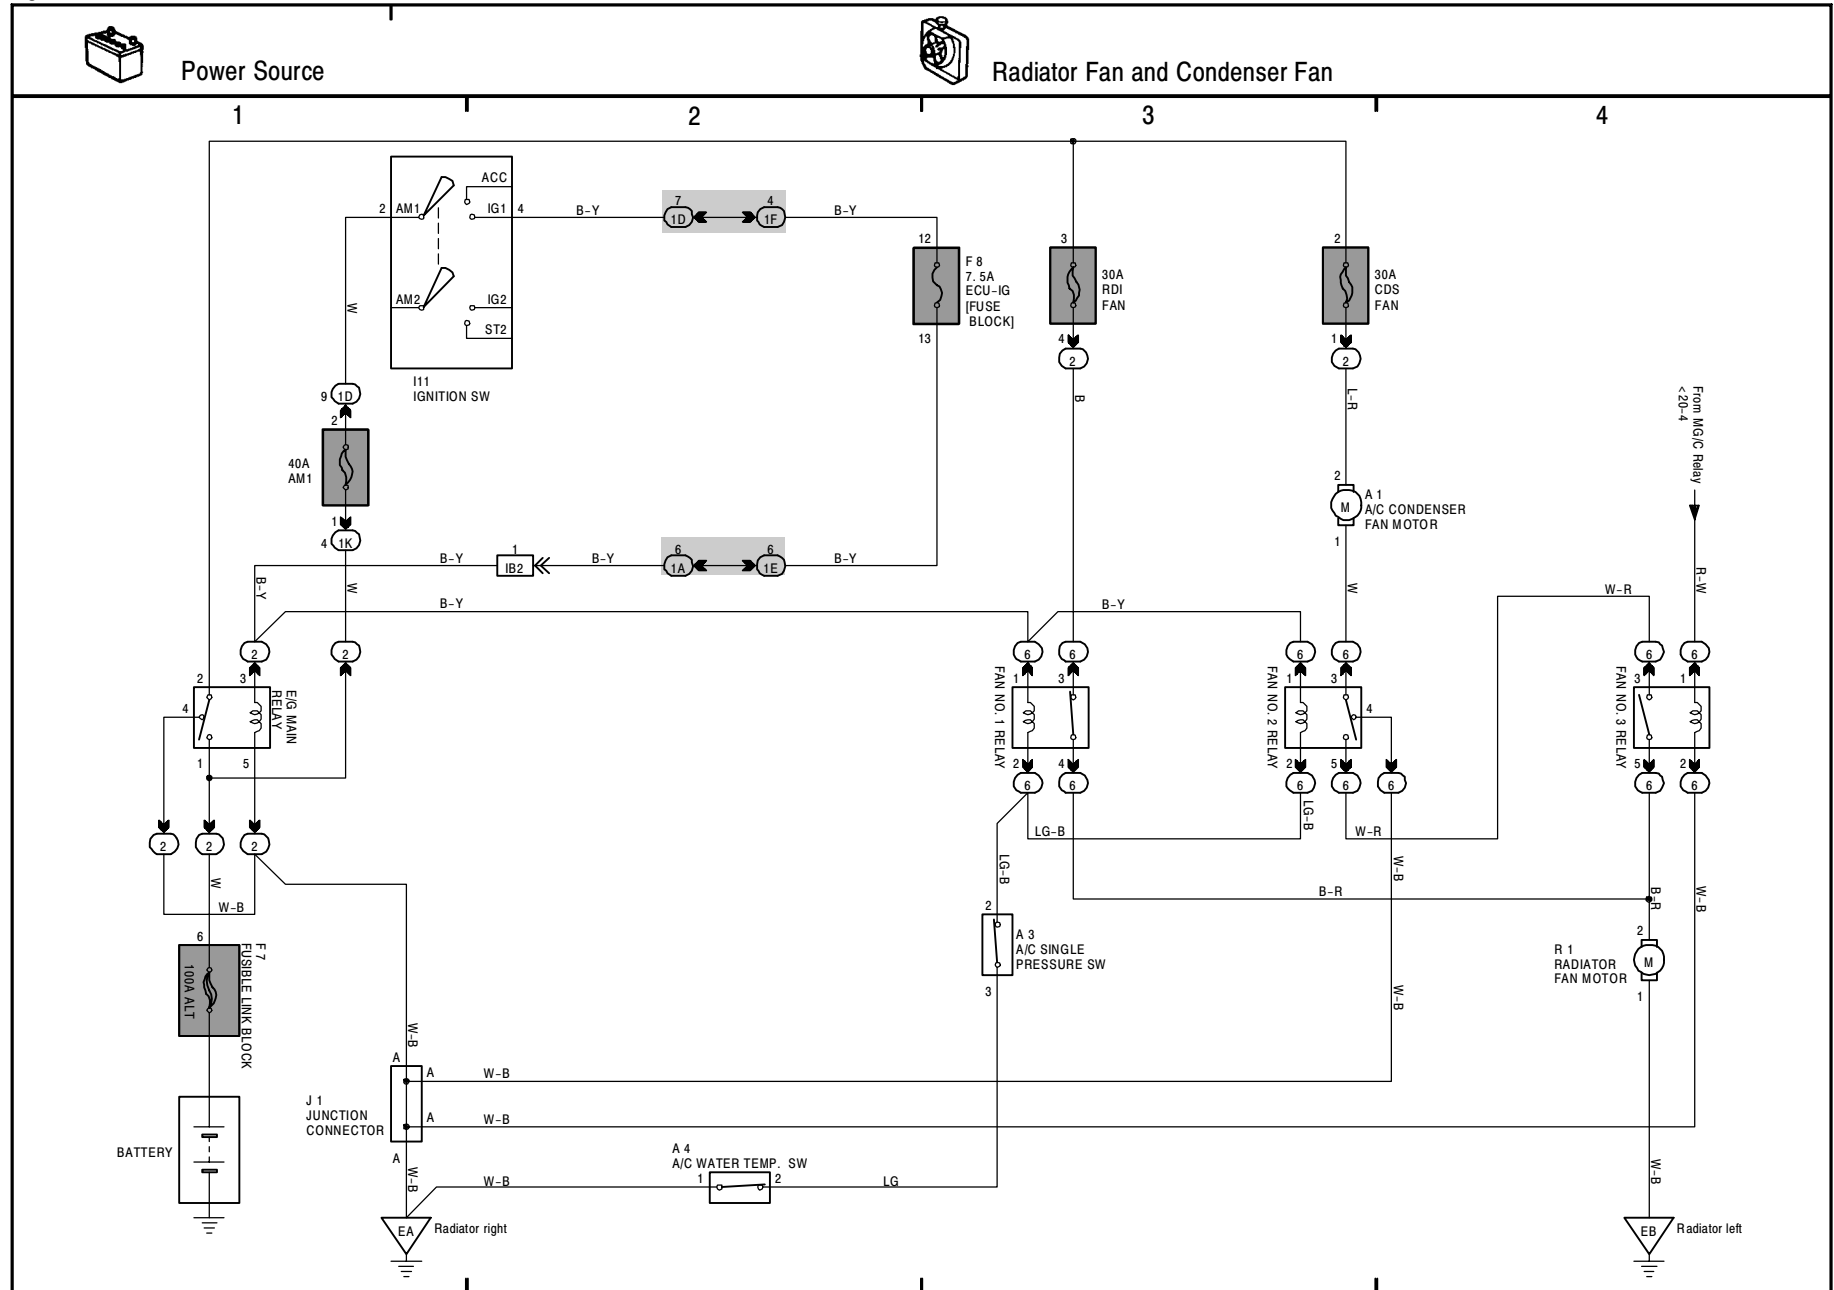 Power Source
Radiator Fan and Condenser Fan
1
2
3
4
ACC
2
AM1
IG1
4
B-Y
7
1D
4
1F
B-Y
AM2
IG2
ST2
I11
IGNITION SW
W
9
1D
2
40A
AM1
1
4
1K
W
12
F 8
7. 5A
ECU-IG
[FUSE
BLOCK]
13
3
30A
RDI
FAN
4
2
B
2
30A
CDS
FAN
1
2
L-R
2
M
A 1
A/C CONDENSER
FAN MOTOR
1
W
From MG/C Relay
<20-4
R-W
B-Y
B-Y
1
IB2
B-Y
6
1A
6
1E
B-Y
B-Y
B-Y
W-R
2
2
6
6
6
6
6
6
2
3
4
E/G MAIN
RELAY
1
5
1
3
FAN NO. 1 RELAY
2
4
1
3
4
FAN NO. 2 RELAY
2
5
3
1
FAN NO. 3 RELAY
5
2
6
6
6
6
6
6
6
2
2
2
W
W-B
LG-B
LG-B
LG-B
W-R
W-B
B-R
B-R
W-B
6
F 7
FUSIBLE LINK BLOCK
100A ALT
2
A 3
A/C SINGLE
PRESSURE SW
3
2
R 1
RADIATOR
FAN MOTOR
M
1
W-B
W-B
A
A
W-B
J 1
JUNCTION
CONNECTOR
A
W-B
A
W-B
BATTERY
A 4
A/C WATER TEMP. SW
W-B
1
2
LG
W-B
EA
Radiator right
EB
Radiator left